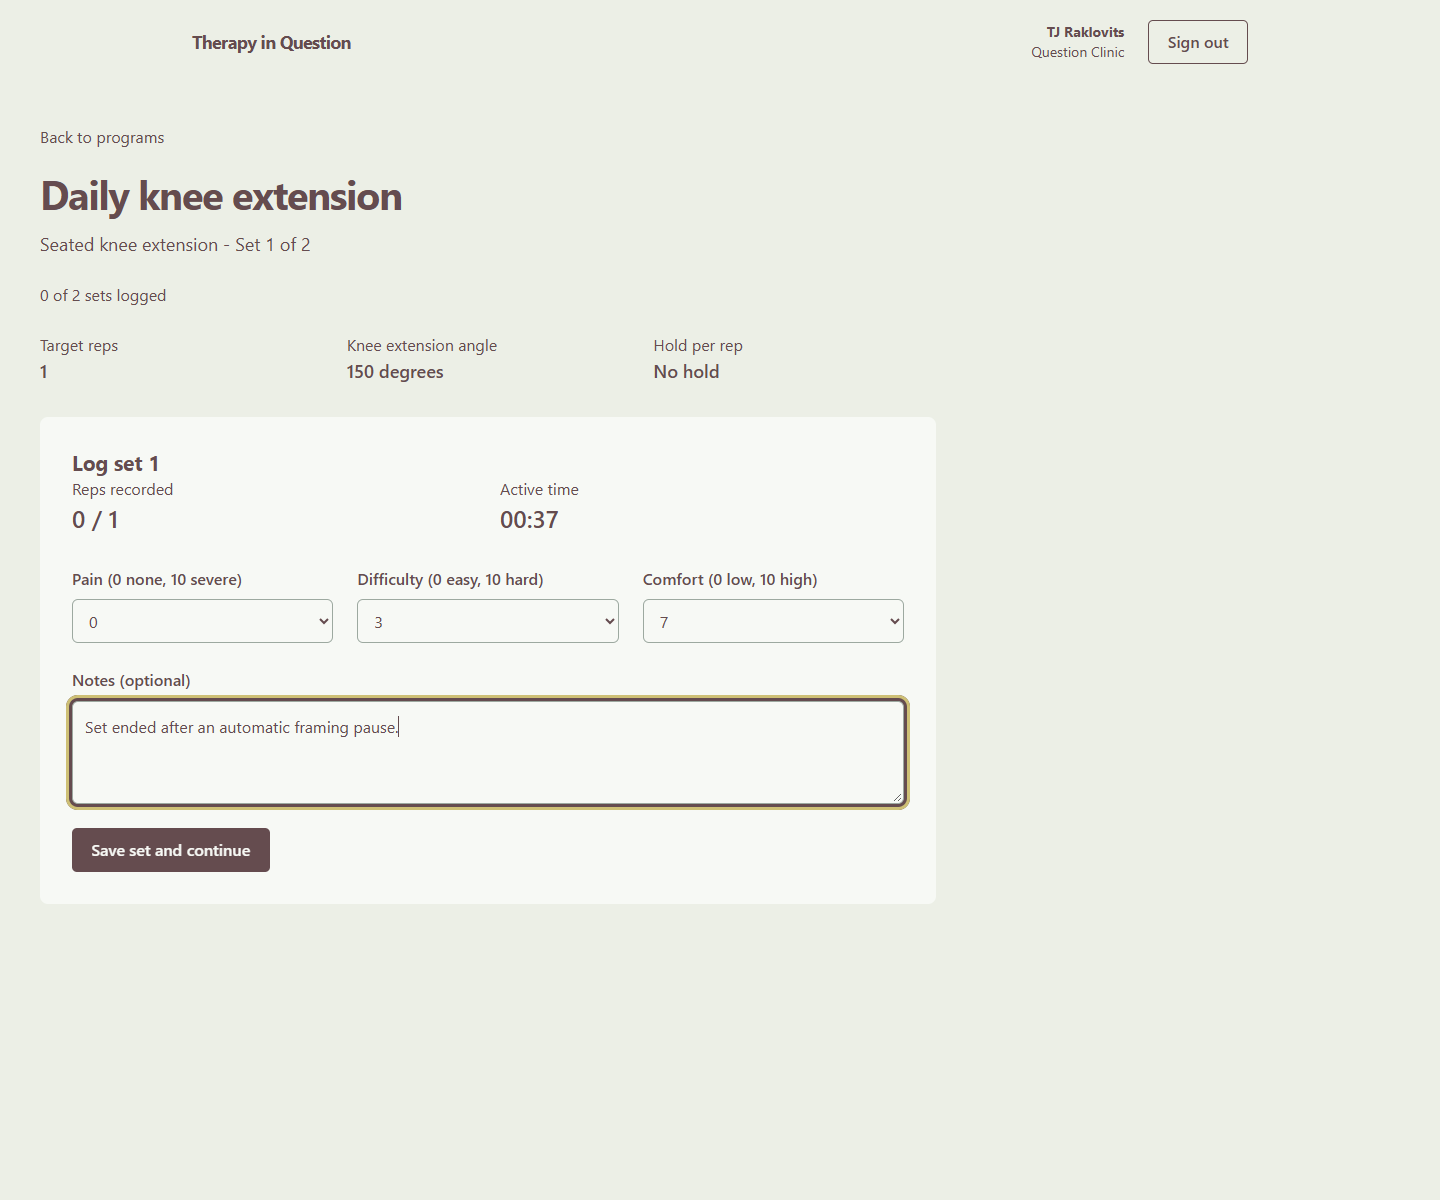 Therapy in Question
TJ Raklovits
Question Clinic
Sign out
Back to programs
Daily knee extension
Seated knee extension - Set 1 of 2
0 of 2 sets logged
Target reps
1
Knee extension angle
150 degrees
Hold per rep
No hold
Log set 1
Reps recorded
0 / 1
Active time
00:37
Pain (0 none, 10 severe)
0
Difficulty (0 easy, 10 hard)
3
Comfort (0 low, 10 high)
7
Notes (optional)
Set ended after an automatic framing pause.
Save set and continue